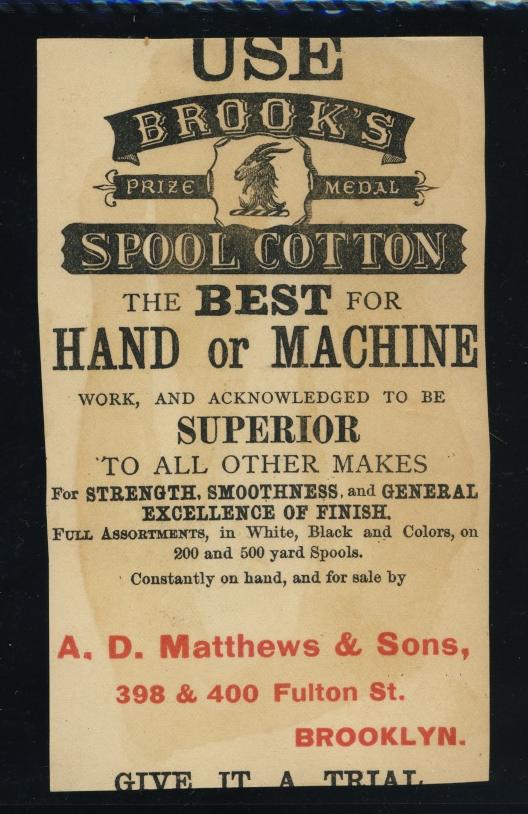 USE
BROOK'S
PRIZE MEDAL
SPOOL COTTON
THE BEST FOR
HAND or MACHINE
WORK, AND ACKNOWLEDGED TO BE
SUPERIOR
TO ALL OTHER MAKES
For STRENGTH, SMOOTHNESS, and GENERAL
EXCELLENCE OF FINISH.
FULL ASSORTMENTS, in White, Black and Colors, on
200 and 500 yard Spools.
Constantly on hand, and for sale by
A. D. Matthews & Sons,
398 & 400 Fulton St.
BROOKLYN.
GIVE IT A TRIAL